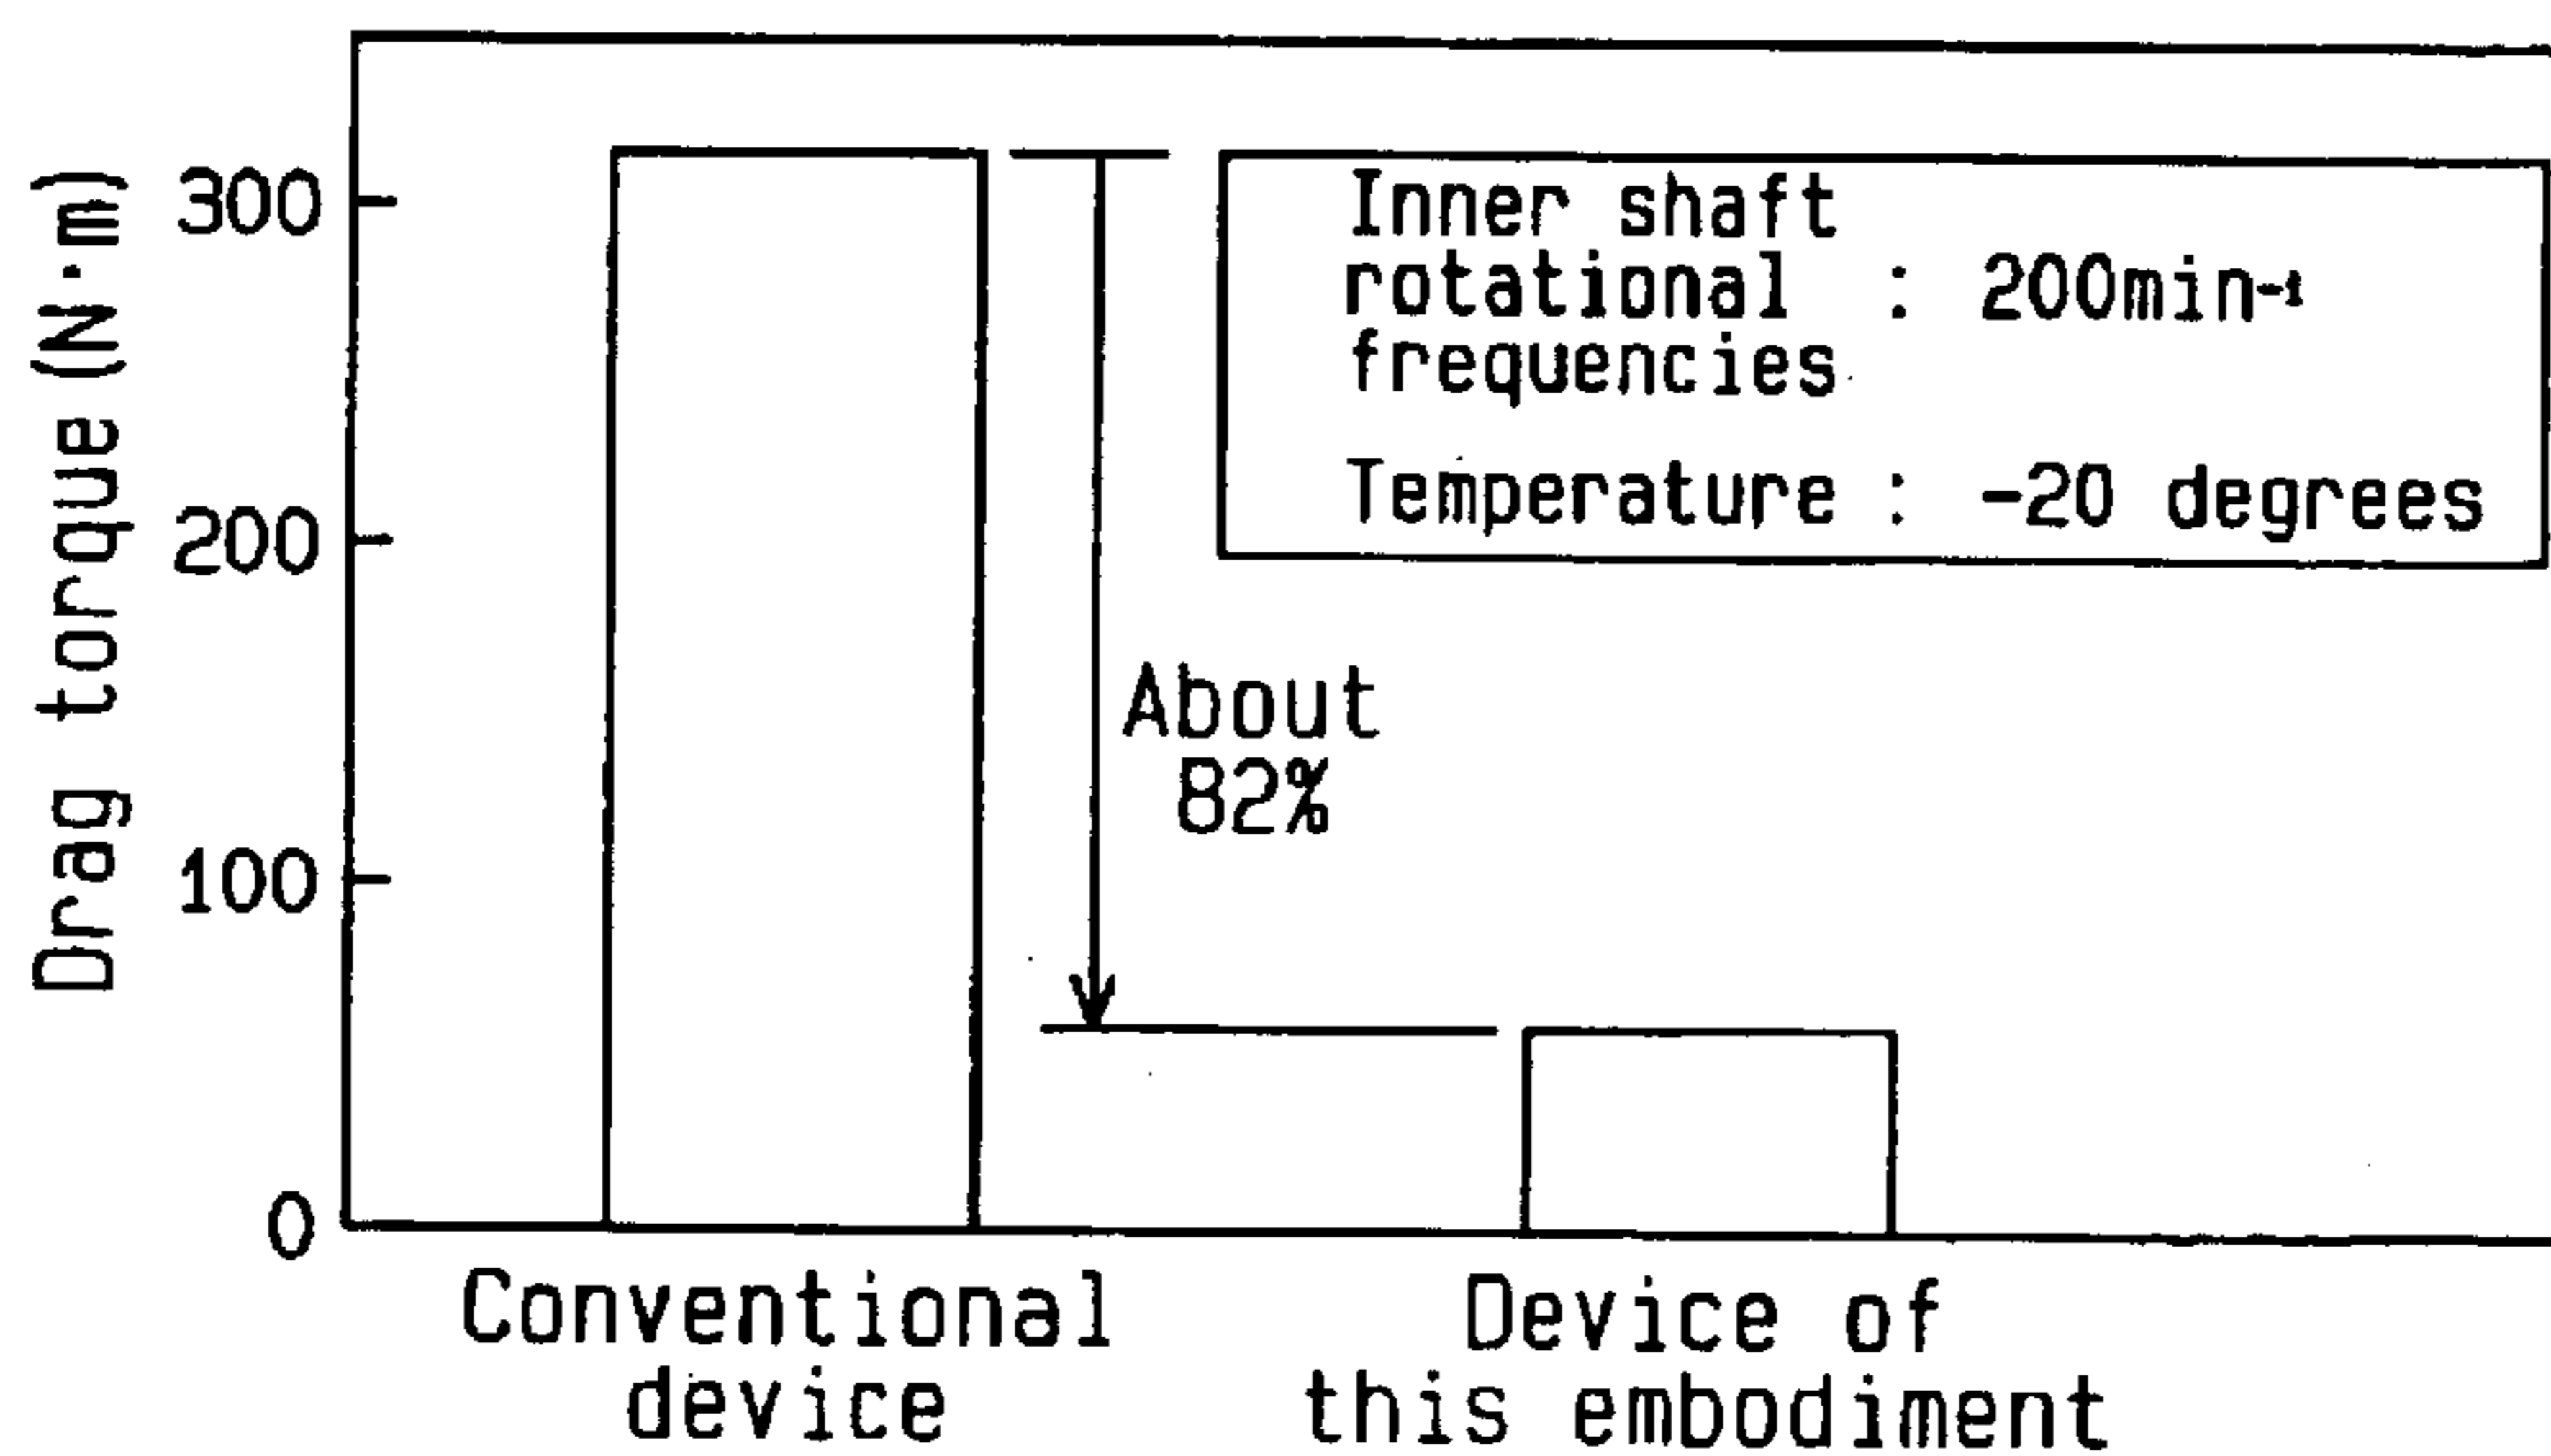 Drag torque (N·m)
300
200
100
0
Inner shaft
rotational : 200min⁻¹
frequencies
Temperature : -20 degrees
About
82%
Conventional
device
Device of
this embodiment